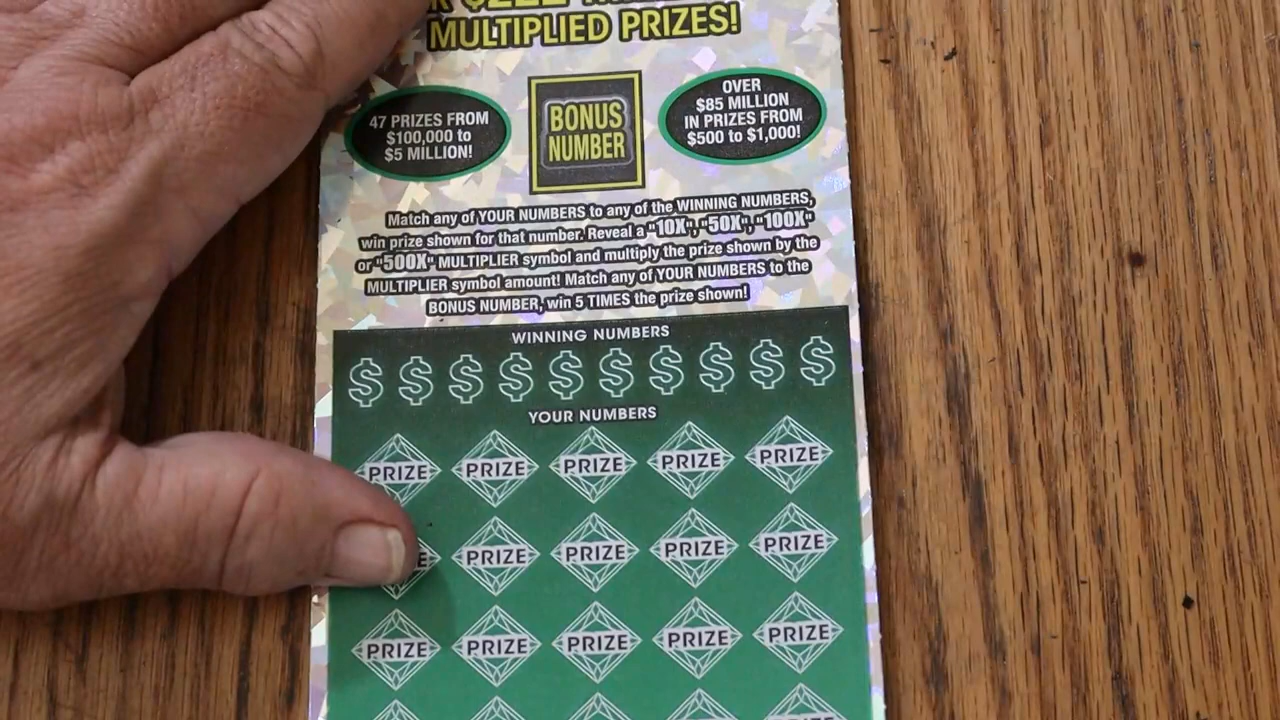 MULTIPLIED PRIZES!
47 PRIZES FROM
$100,000 to
$5 MILLION!
BONUS
NUMBER
OVER
$85 MILLION
IN PRIZES FROM
$500 to $1,000!
Match any of YOUR NUMBERS to any of the WINNING NUMBERS,
win prize shown for that number. Reveal a "10X", "50X", "100X"
or "500X" MULTIPLIER symbol and multiply the prize shown by the
MULTIPLIER symbol amount! Match any of YOUR NUMBERS to the
BONUS NUMBER, win 5 TIMES the prize shown!
WINNING NUMBERS
$ $ $ $ $ $ $ $ $ $
YOUR NUMBERS
PRIZE PRIZE PRIZE PRIZE PRIZE
PRIZE PRIZE PRIZE PRIZE
PRIZE PRIZE PRIZE PRIZE PRIZE
PRIZE